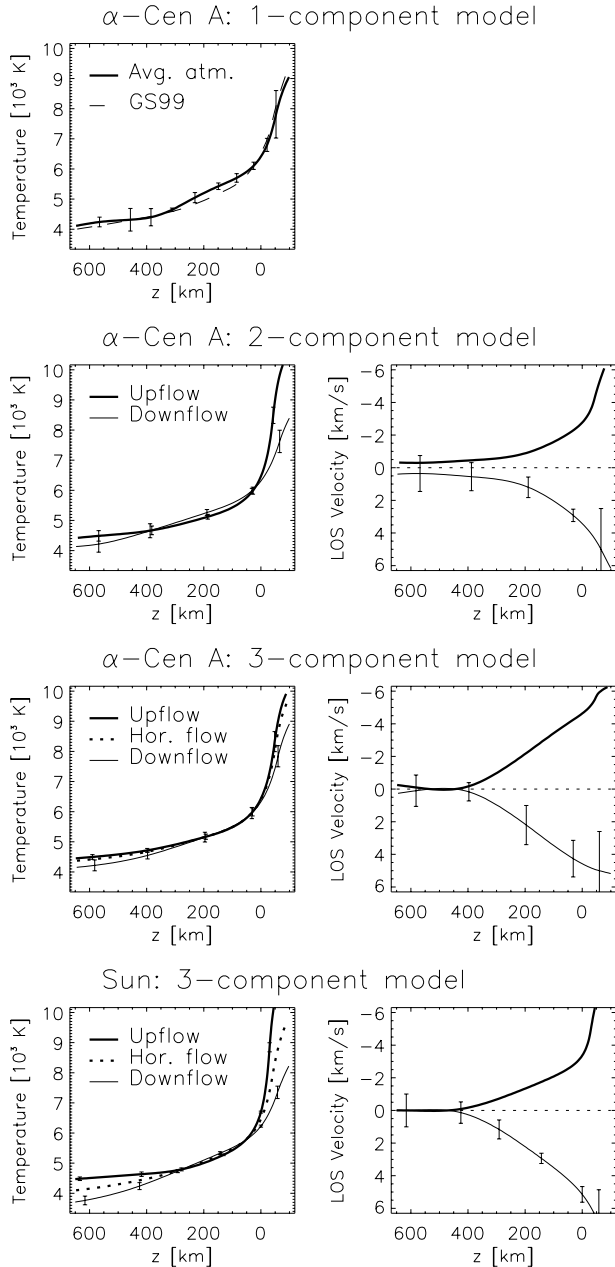 α-Cen A: 1-component model
Temperature [10³ K]
10
9
8
7
6
5
4
Avg. atm.
GS99
600 400 200 0
z [km]
α-Cen A: 2-component model
Temperature [10³ K]
10
9
8
7
6
5
4
Upflow
Downflow
600 400 200 0
z [km]
LOS Velocity [km/s]
-6
-4
-2
0
2
4
6
600 400 200 0
z [km]
α-Cen A: 3-component model
Temperature [10³ K]
10
9
8
7
6
5
4
Upflow
Hor. flow
Downflow
600 400 200 0
z [km]
LOS Velocity [km/s]
-6
-4
-2
0
2
4
6
600 400 200 0
z [km]
Sun: 3-component model
Temperature [10³ K]
10
9
8
7
6
5
4
Upflow
Hor. flow
Downflow
600 400 200 0
z [km]
LOS Velocity [km/s]
-6
-4
-2
0
2
4
6
600 400 200 0
z [km]